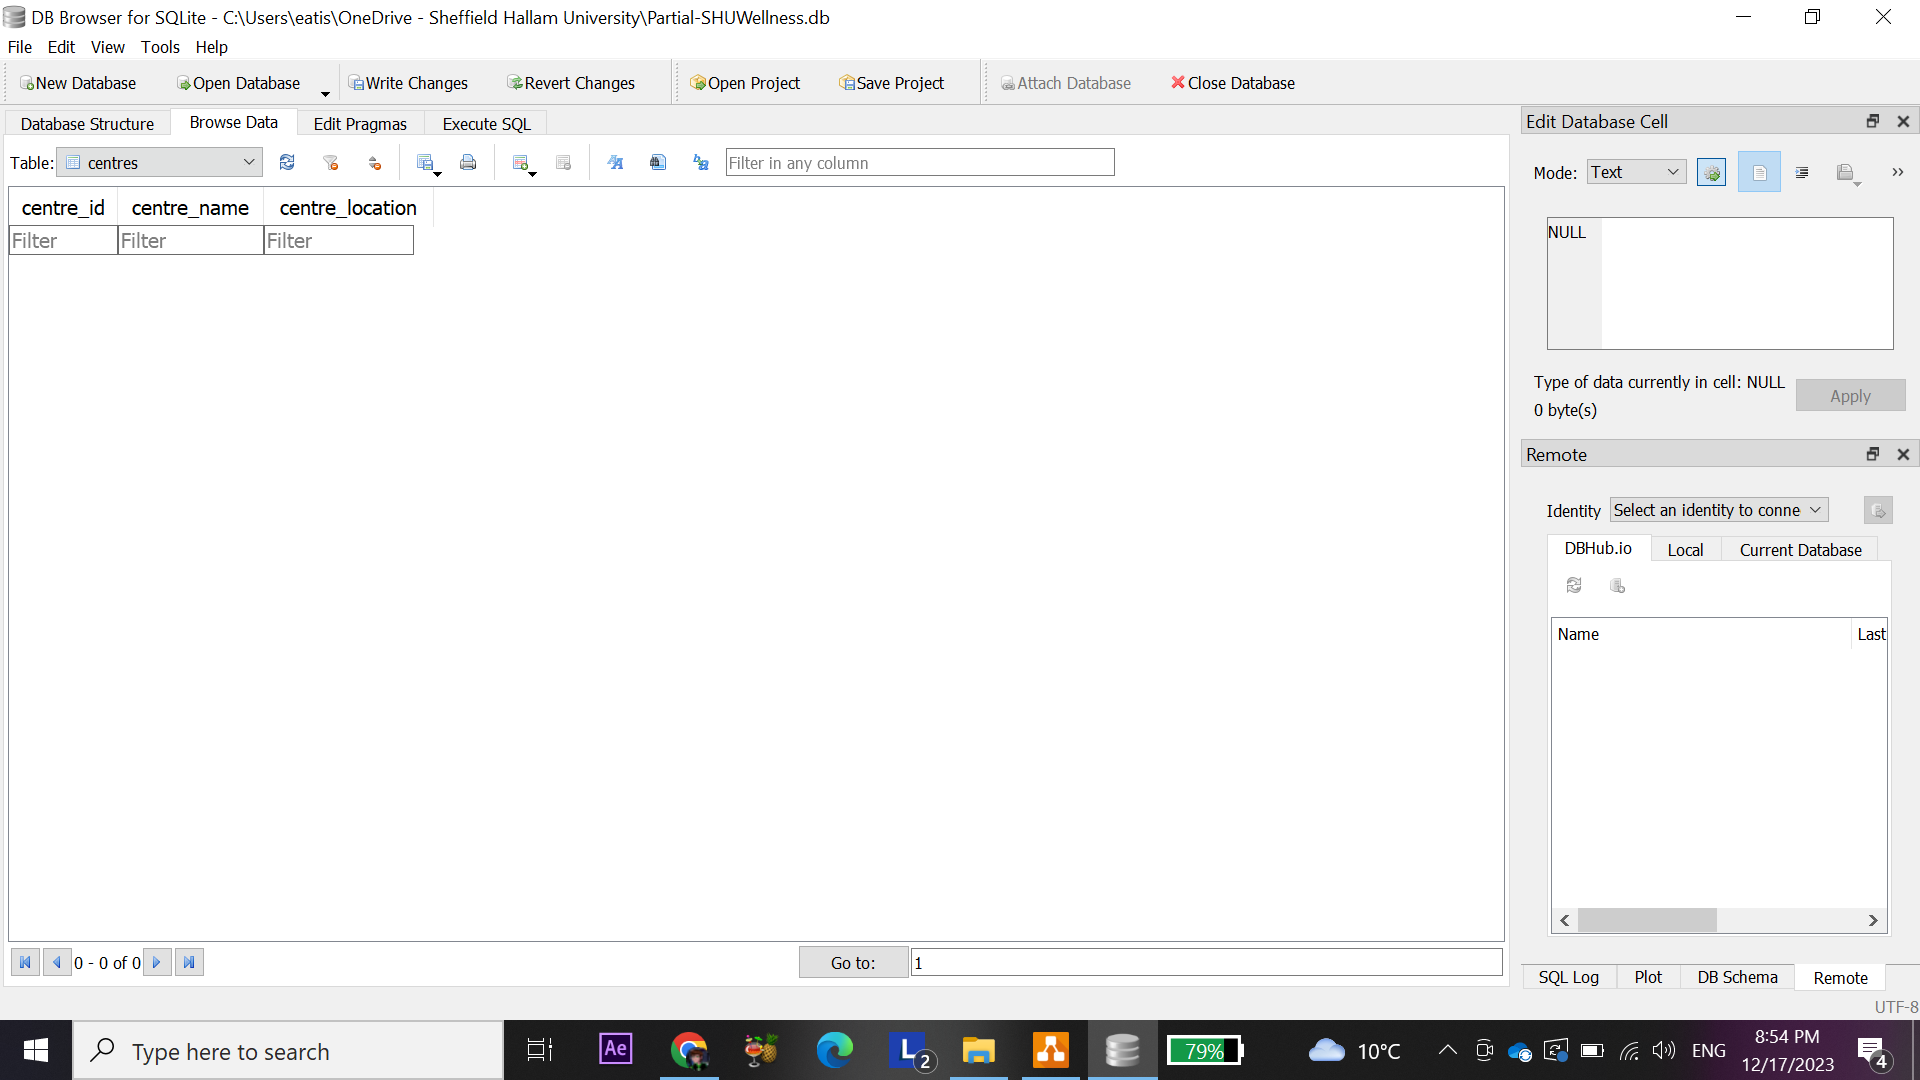 DB Browser for SQLite - C:\Users\eatis\OneDrive - Sheffield Hallam University\Partial-SHUWellness.db
File Edit View Tools Help
New Database Open Database Write Changes Revert Changes Open Project Save Project Attach Database Close Database
Database Structure Browse Data Edit Pragmas Execute SQL
Table: centres Filter in any column
centre_id centre_name centre_location
Filter Filter Filter
0 - 0 of 0 Go to: 1
Edit Database Cell
Mode: Text
NULL
Type of data currently in cell: NULL
0 byte(s)
Apply
Remote
Identity Select an identity to conne
DBHub.io Local Current Database
Name Last
SQL Log Plot DB Schema Remote
UTF-8
Type here to search
Ae
L 2
79%
10°C
ENG
8:54 PM
12/17/2023
4